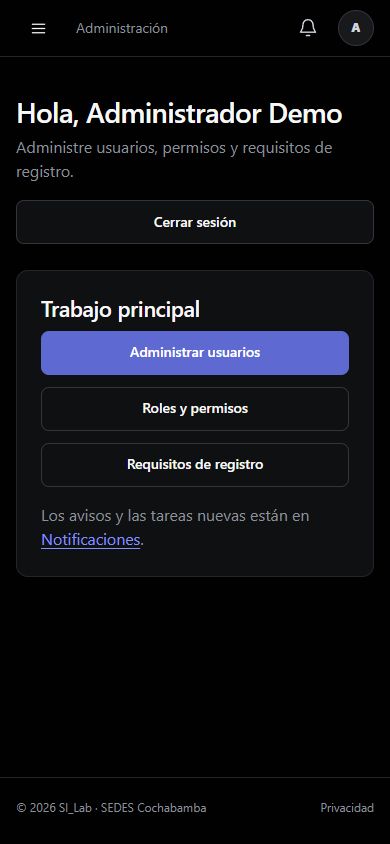 Administración
A
Hola, Administrador Demo
Administre usuarios, permisos y requisitos de
registro.
Cerrar sesión
Trabajo principal
Administrar usuarios
Roles y permisos
Requisitos de registro
Los avisos y las tareas nuevas están en
Notificaciones.
© 2026 SI_Lab · SEDES Cochabamba
Privacidad